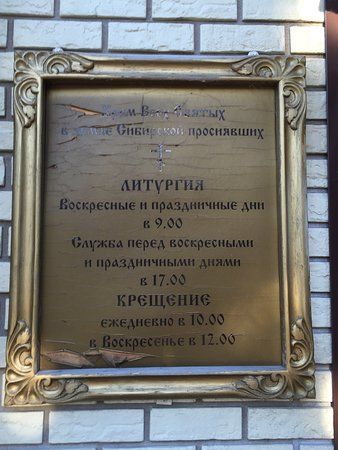 Храм Всех Святых
в земле Сибирской просиявших
ЛИТУРГИЯ
Воскресные и праздничные дни
в 9.00
Служба перед воскресными
и праздничными днями
в 17.00
КРЕЩЕНИЕ
ежедневно в 10.00
в Воскресенье в 12.00